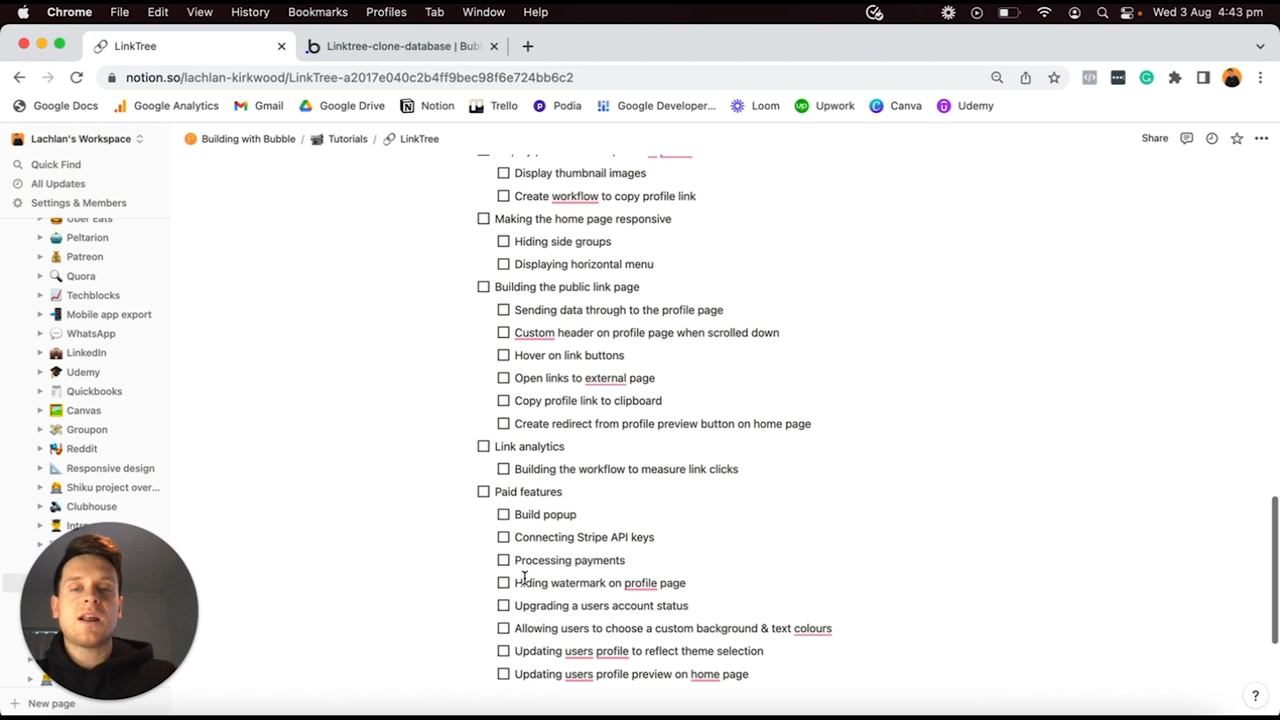 Chrome File Edit View History Bookmarks Profiles Tab Window Help Wed 3 Aug 4:43 pm
LinkTree
Linktree-clone-database | Bub
notion.so/lachlan-kirkwood/LinkTree-a2017e040c2b4ff9bec98f6e724bb6c2
Google Docs Google Analytics Gmail Google Drive Notion Trello Podia Google Developer... Loom Upwork Canva Udemy
Lachlan's Workspace
Building with Bubble / Tutorials / LinkTree
Share
Quick Find
All Updates
Settings & Members
Uber Eats
Peltarion
Patreon
Quora
Techblocks
Mobile app export
WhatsApp
LinkedIn
Udemy
Quickbooks
Canvas
Groupon
Reddit
Responsive design
Shiku project over...
Clubhouse
New page
Display thumbnail images
Create workflow to copy profile link
Making the home page responsive
Hiding side groups
Displaying horizontal menu
Building the public link page
Sending data through to the profile page
Custom header on profile page when scrolled down
Hover on link buttons
Open links to external page
Copy profile link to clipboard
Create redirect from profile preview button on home page
Link analytics
Building the workflow to measure link clicks
Paid features
Build popup
Connecting Stripe API keys
Processing payments
Hiding watermark on profile page
Upgrading a users account status
Allowing users to choose a custom background & text colours
Updating users profile to reflect theme selection
Updating users profile preview on home page
?